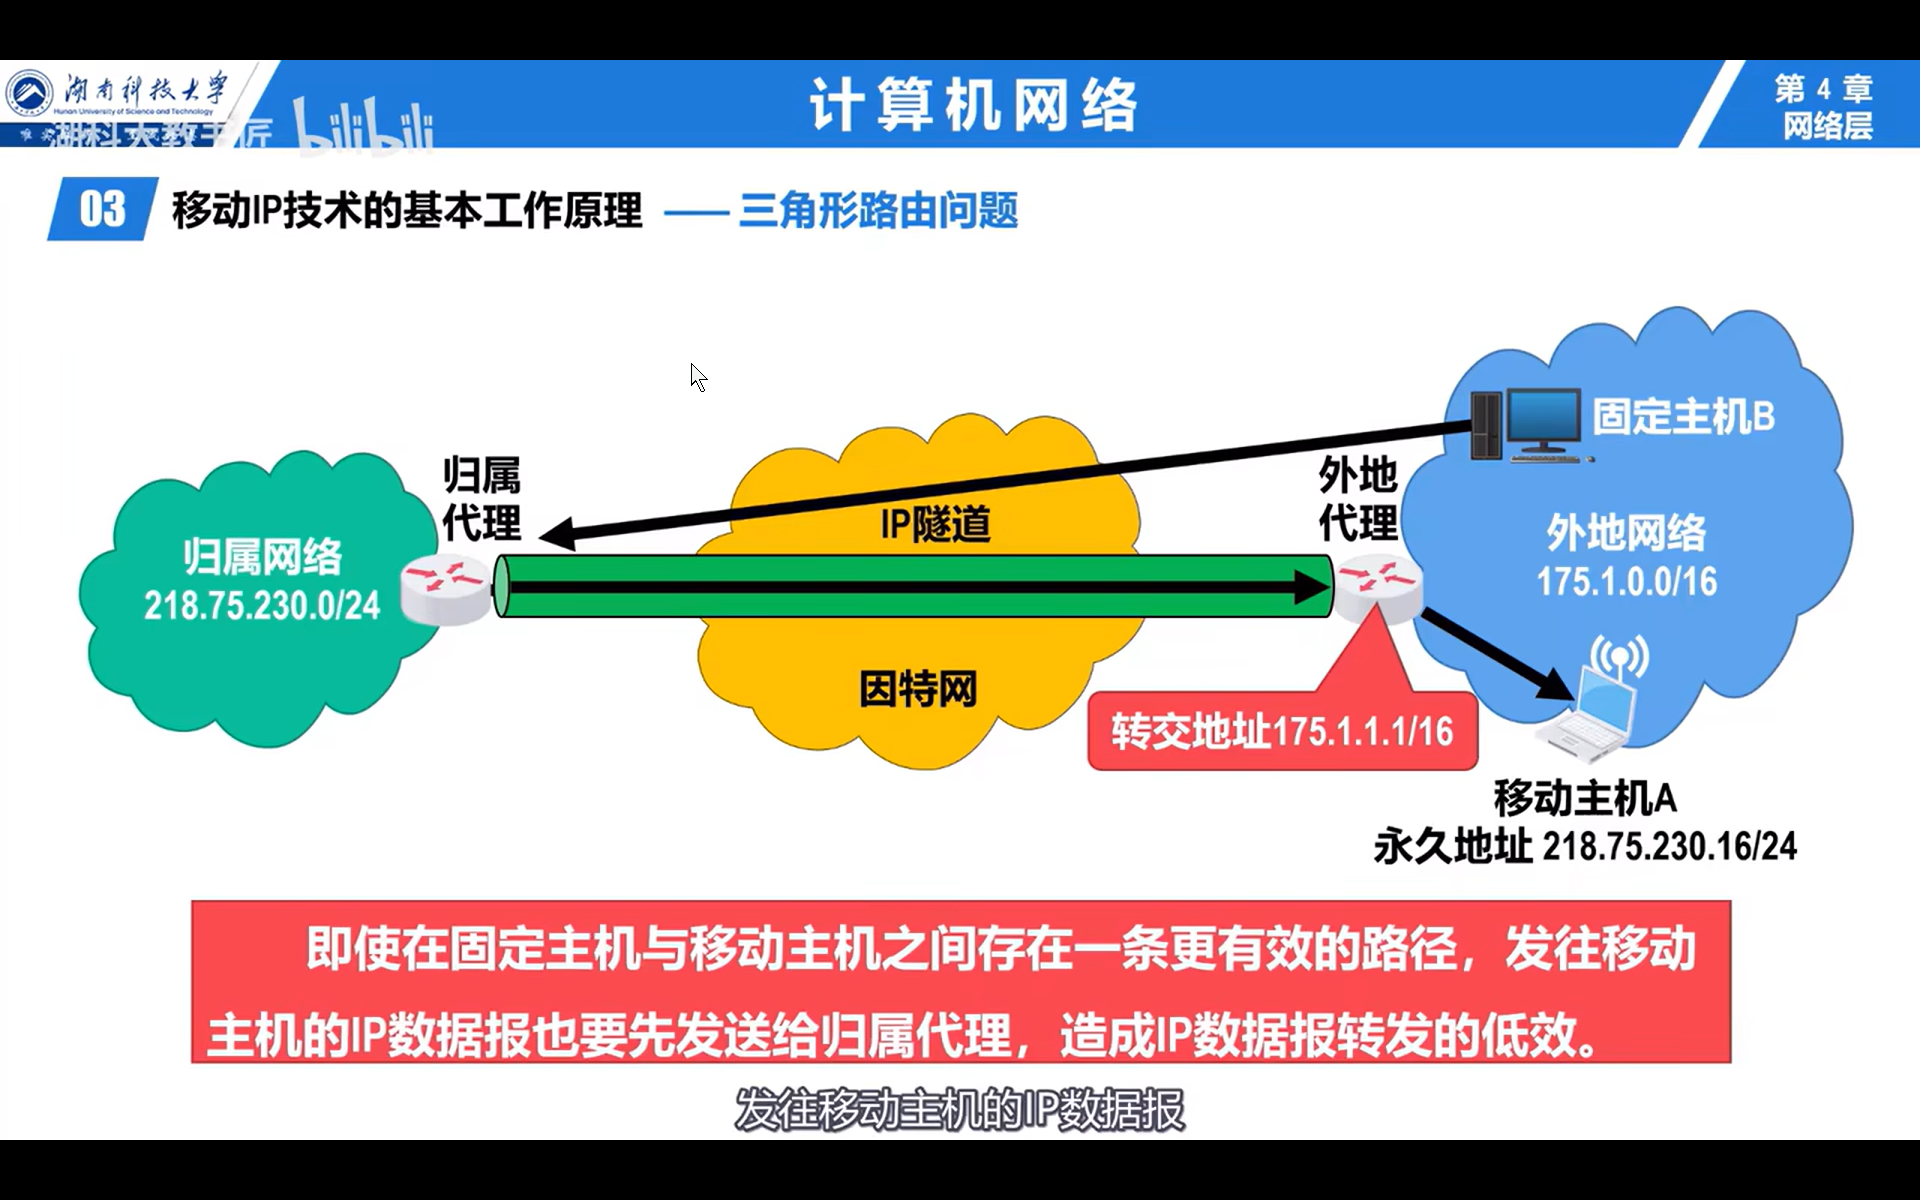 湖南科技大学
Hunan University of Science and Technology
bilibili
计算机网络
第 4 章
网络层
03 移动IP技术的基本工作原理 —— 三角形路由问题
固定主机B
归属
代理
外地
代理
IP隧道
归属网络
218.75.230.0/24
外地网络
175.1.0.0/16
因特网
转交地址175.1.1.1/16
移动主机A
永久地址 218.75.230.16/24
即使在固定主机与移动主机之间存在一条更有效的路径，发往移动
主机的IP数据报也要先发送给归属代理，造成IP数据报转发的低效。
发往移动主机的IP数据报